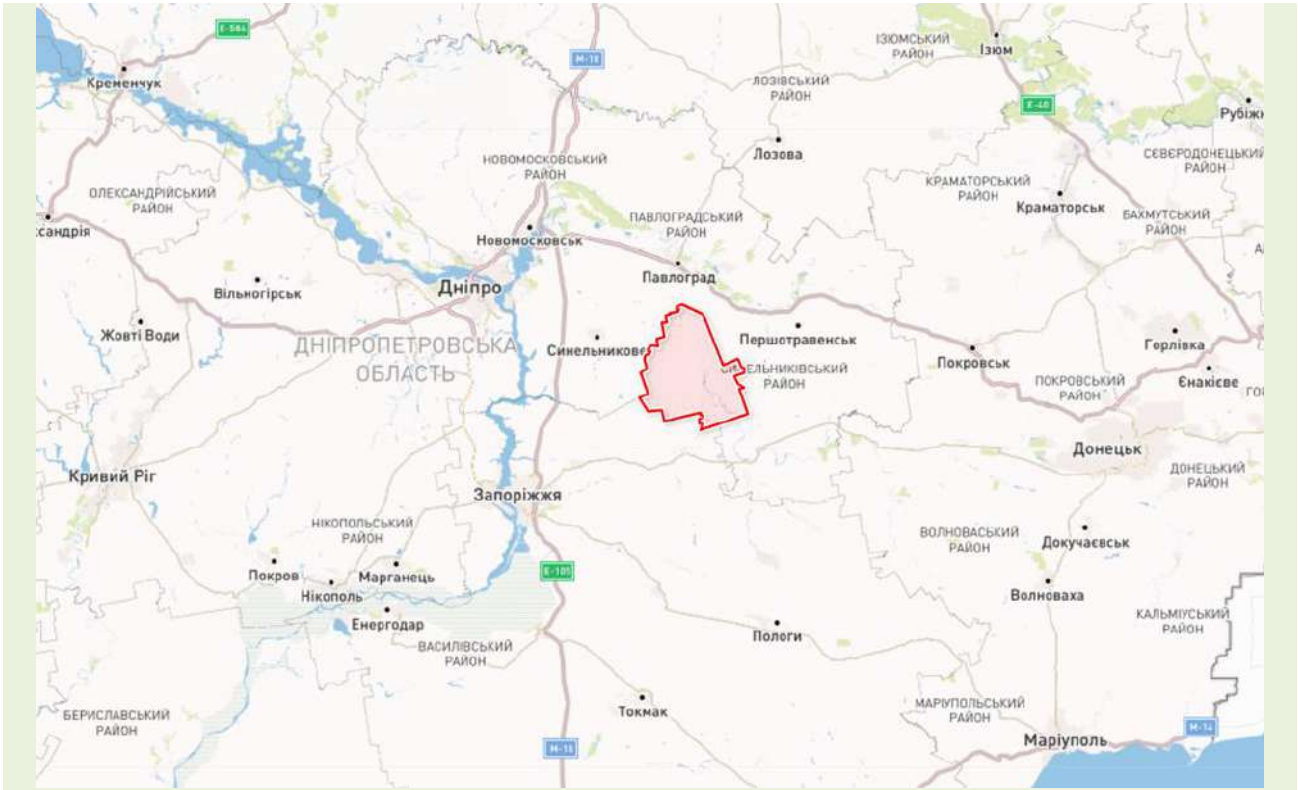 E-584
M-18
ІЗЮМСЬКИЙ
РАЙОН
Ізюм
Кременчук
ЛОЗІВСЬКИЙ
РАЙОН
E-40
Рубіжн
Лозова
НОВОМОСКОВСЬКИЙ
РАЙОН
СЄВЄРОДОНЕЦЬКИЙ
РАЙОН
ОЛЕКСАНДРІЙСЬКИЙ
РАЙОН
КРАМАТОРСЬКИЙ
РАЙОН
Краматорськ
БАХМУТСЬКИЙ
РАЙОН
ПАВЛОГРАДСЬКИЙ
РАЙОН
ксандрія
Новомосковськ
Павлоград
Дніпро
Вільногірськ
Жовті Води
ДНІПРОПЕТРОВСЬКА
ОБЛАСТЬ
Синельникове
Першотравенськ
Горлівка
Покровськ
РАЙОН
ПОКРОВСЬКИЙ
РАЙОН
Єнакієве
Донецьк
ДОНЕЦЬКИЙ
РАЙОН
Кривий Ріг
Запоріжжя
НІКОПОЛЬСЬКИЙ
РАЙОН
ВОЛНОВАСЬКИЙ
РАЙОН
Докучаєвськ
Покров
Марганець
E-105
Нікополь
Волноваха
Енергодар
КАЛЬМІУСЬКИЙ
РАЙОН
ВАСИЛІВСЬКИЙ
РАЙОН
Пологи
Токмак
БЕРИСЛАВСЬКИЙ
РАЙОН
МАРІУПОЛЬСЬКИЙ
РАЙОН
M-14
M-18
Маріуполь